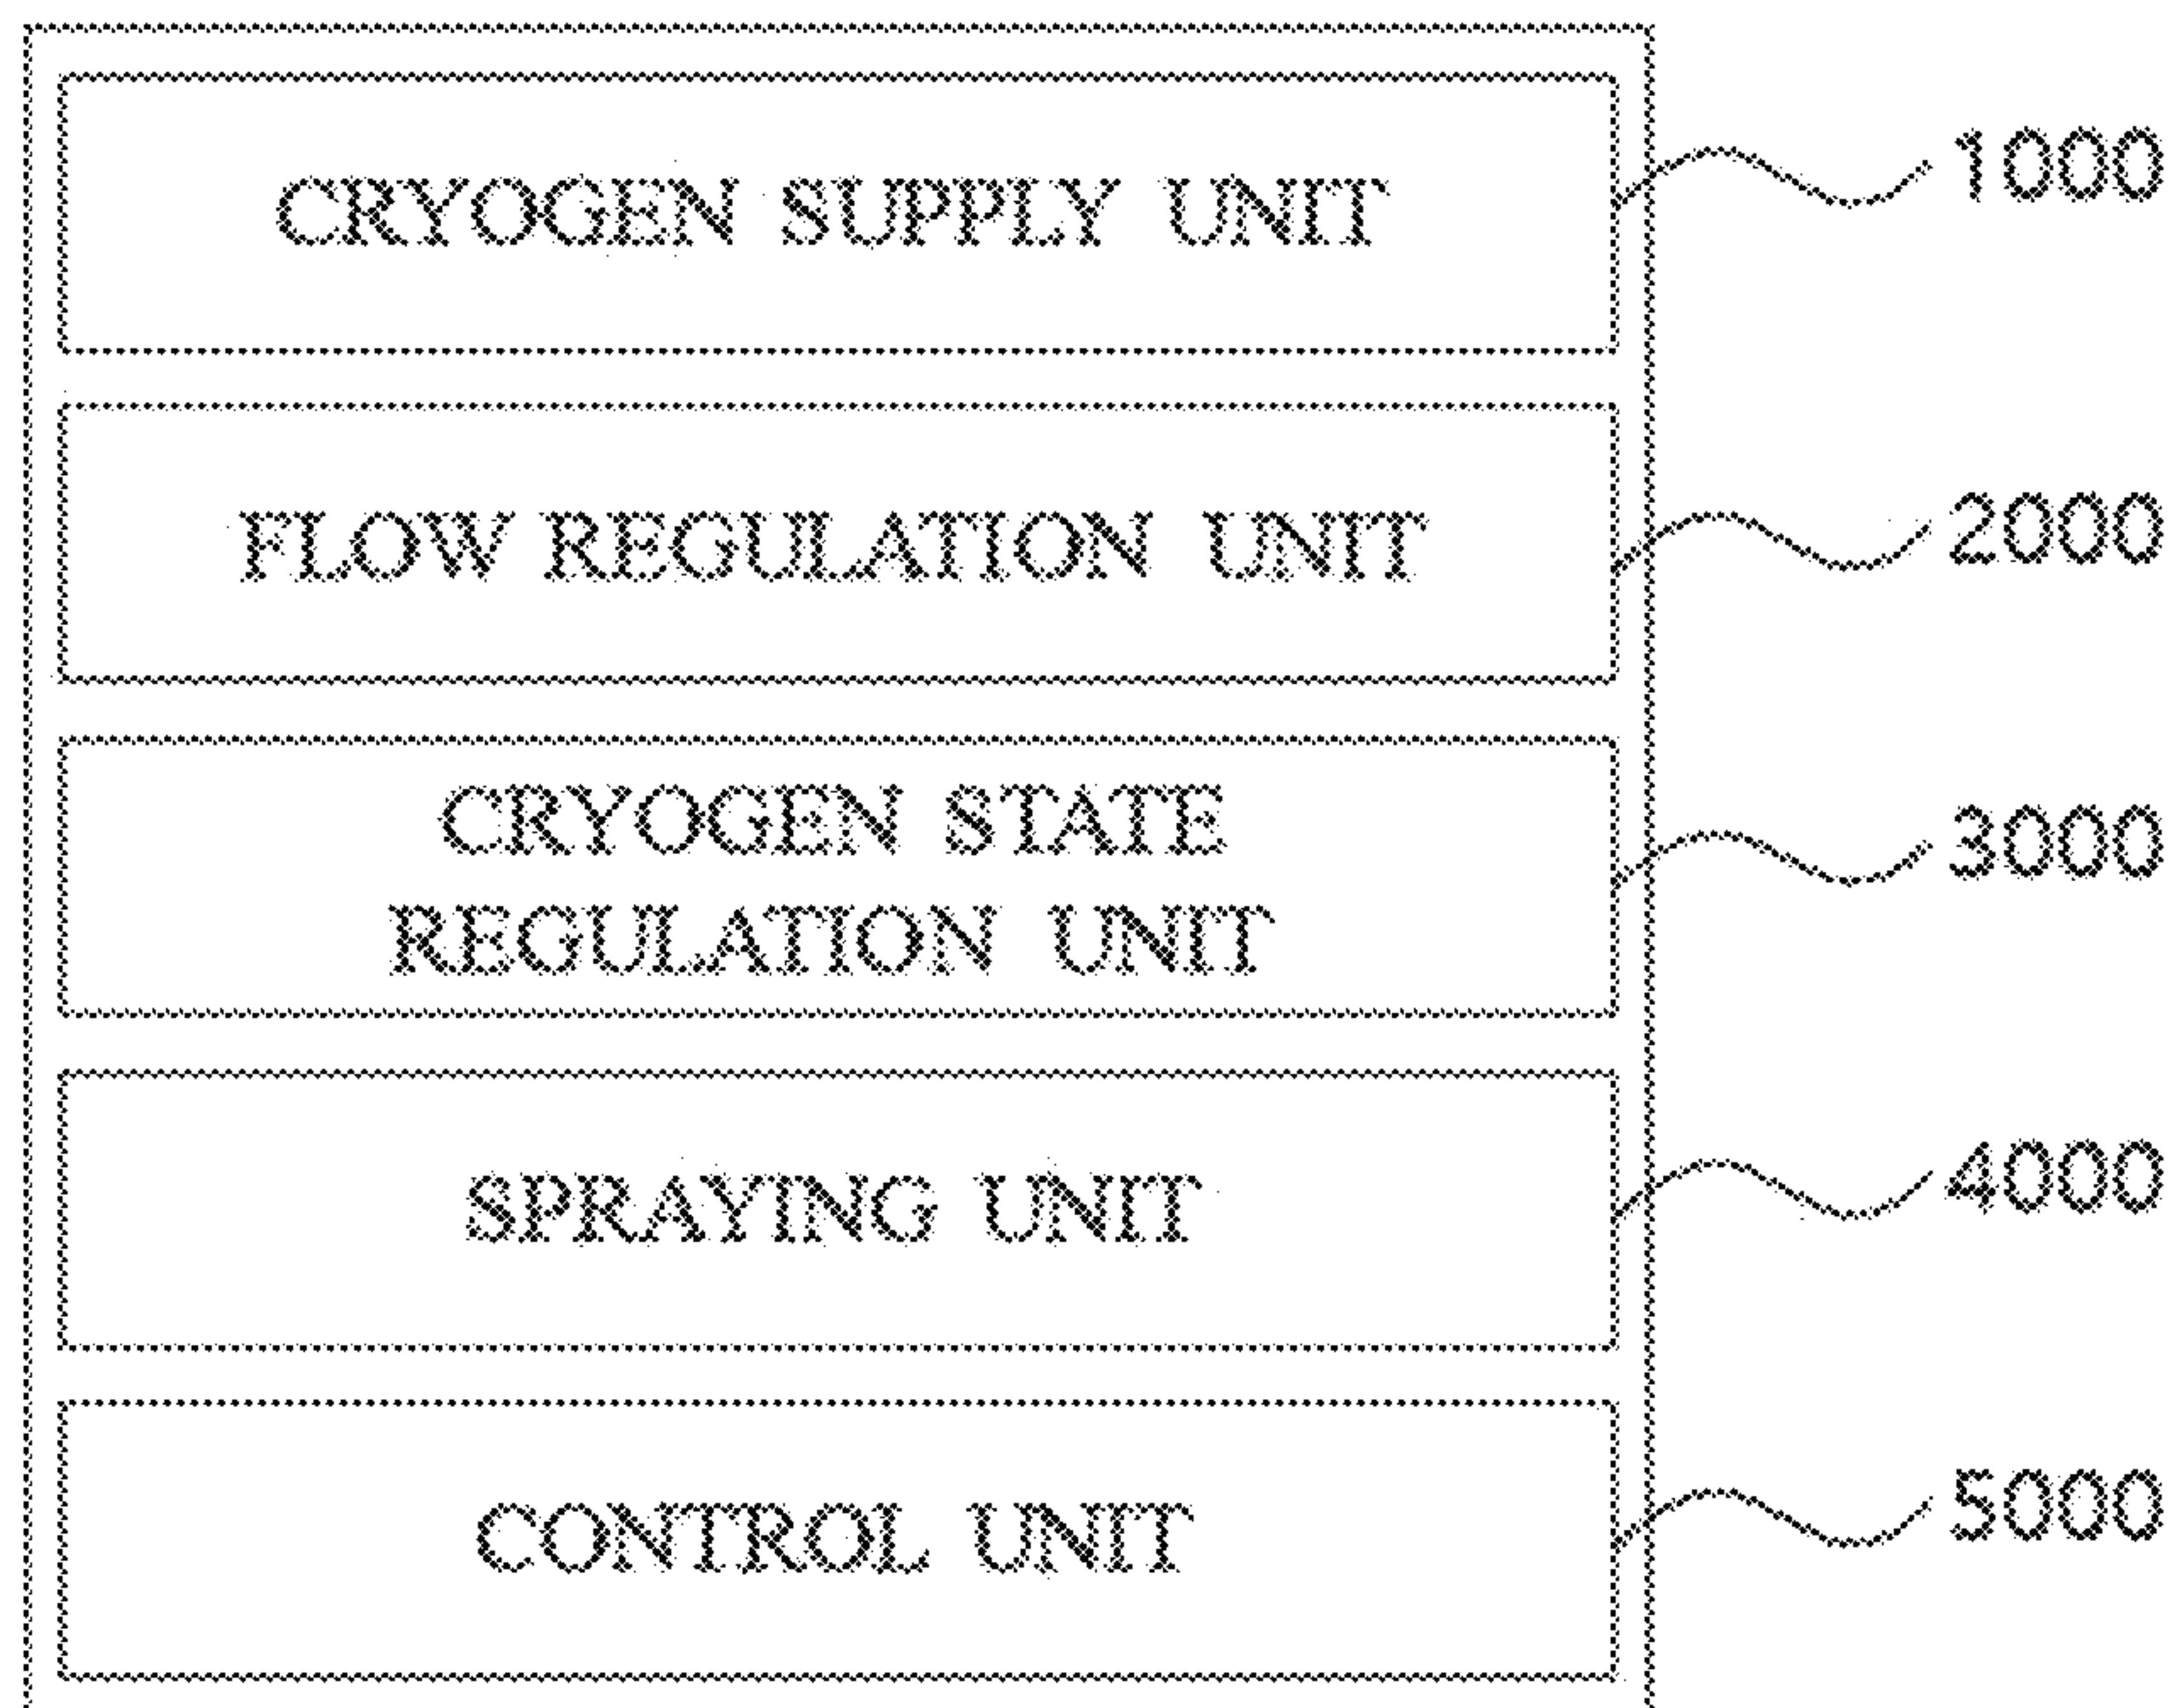 CRYOGEN SUPPLY UNIT 1000
FLOW REGULATION UNIT 2000
CRYOGEN STATE 3000
REGULATION UNIT
SPRAYING UNIT 4000
CONTROL UNIT 5000